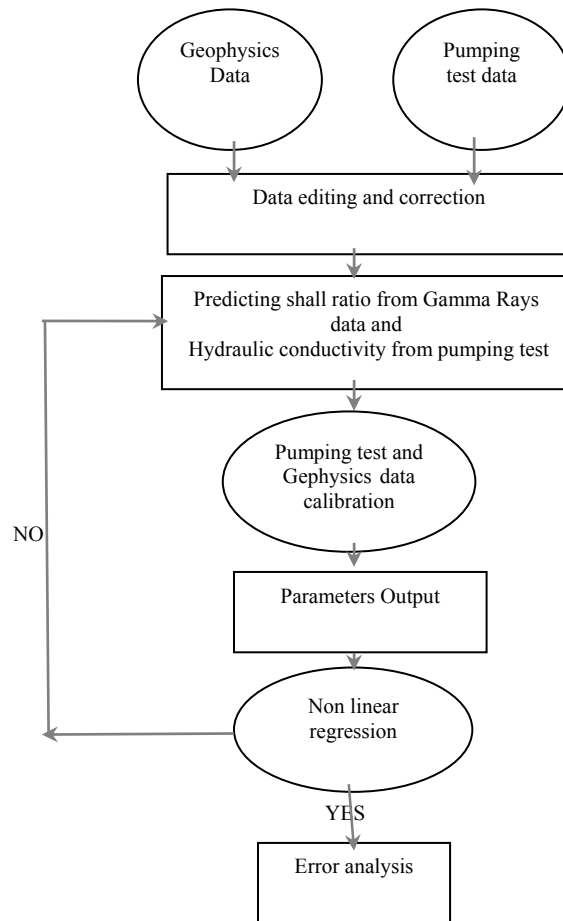 Geophysics
Data
Pumping
test data
Data editing and correction
Predicting shall ratio from Gamma Rays
data and
Hydraulic conductivity from pumping test
Pumping test and
Gephysics data
calibration
NO
Parameters Output
Non linear
regression
YES
Error analysis